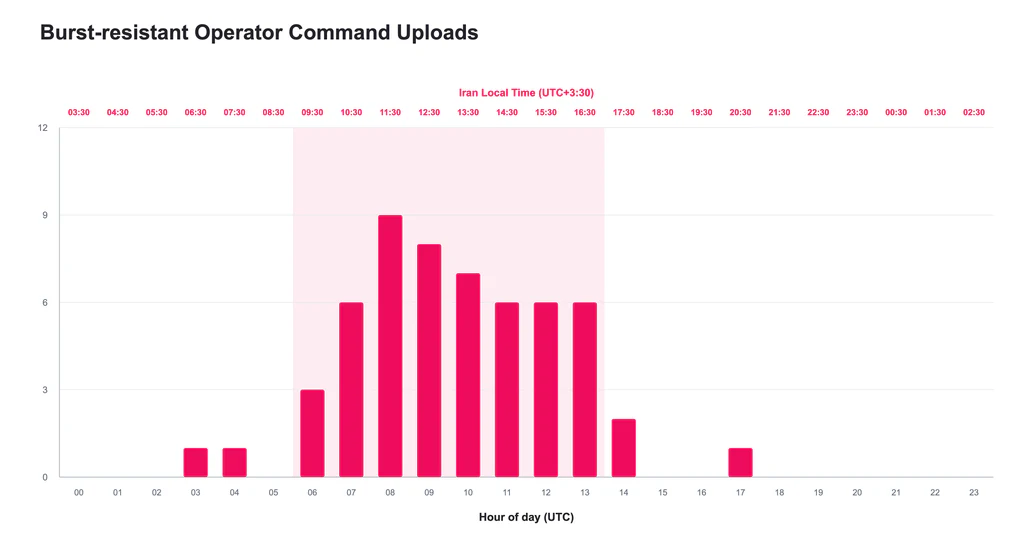 Burst-resistant Operator Command Uploads
Iran Local Time (UTC+3:30)
03:30 04:30 05:30 06:30 07:30 08:30 09:30 10:30 11:30 12:30 13:30 14:30 15:30 16:30 17:30 18:30 19:30 20:30 21:30 22:30 23:30 00:30 01:30 02:30
12
9
6
3
0
00 01 02 03 04 05 06 07 08 09 10 11 12 13 14 15 16 17 18 19 20 21 22 23
Hour of day (UTC)